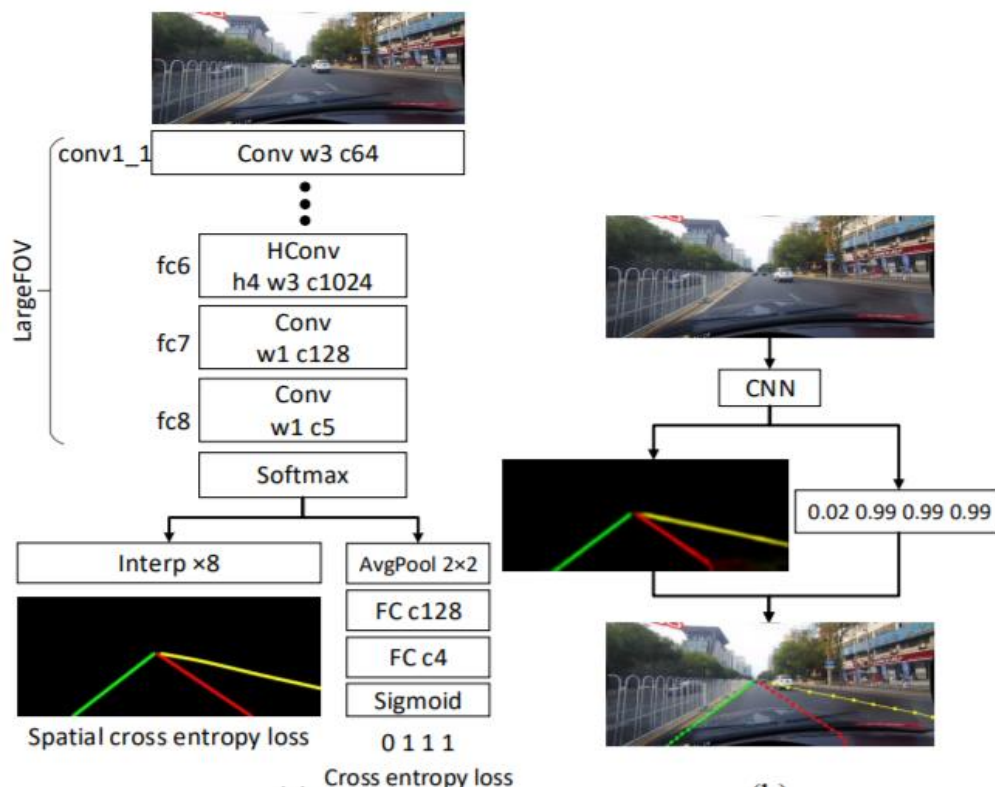 conv1_1
Conv w3 c64
LargeFOV
fc6
HConv
h4 w3 c1024
fc7
Conv
w1 c128
fc8
Conv
w1 c5
Softmax
Interp ×8
AvgPool 2×2
FC c128
FC c4
Sigmoid
Spatial cross entropy loss
0 1 1 1
Cross entropy loss
CNN
0.02 0.99 0.99 0.99